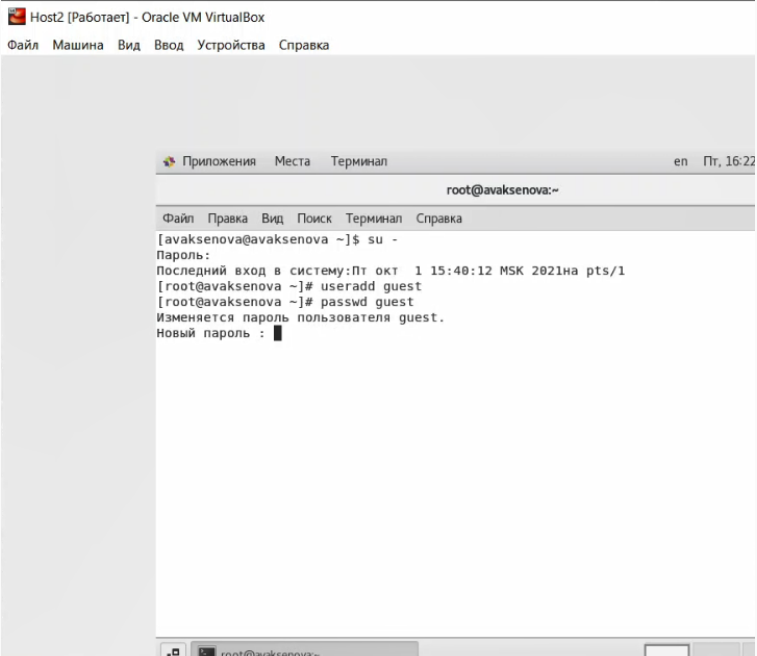 Host2 [Работает] - Oracle VM VirtualBox
Файл Машина Вид Ввод Устройства Справка
Приложения Места Терминал en Пт, 16:22
root@avaksenova:~
Файл Правка Вид Поиск Терминал Справка
[avaksenova@avaksenova ~]$ su -
Пароль:
Последний вход в систему:Пт окт  1 15:40:12 MSK 2021на pts/1
[root@avaksenova ~]# useradd guest
[root@avaksenova ~]# passwd guest
Изменяется пароль пользователя guest.
Новый пароль :
root@avaksenova:~